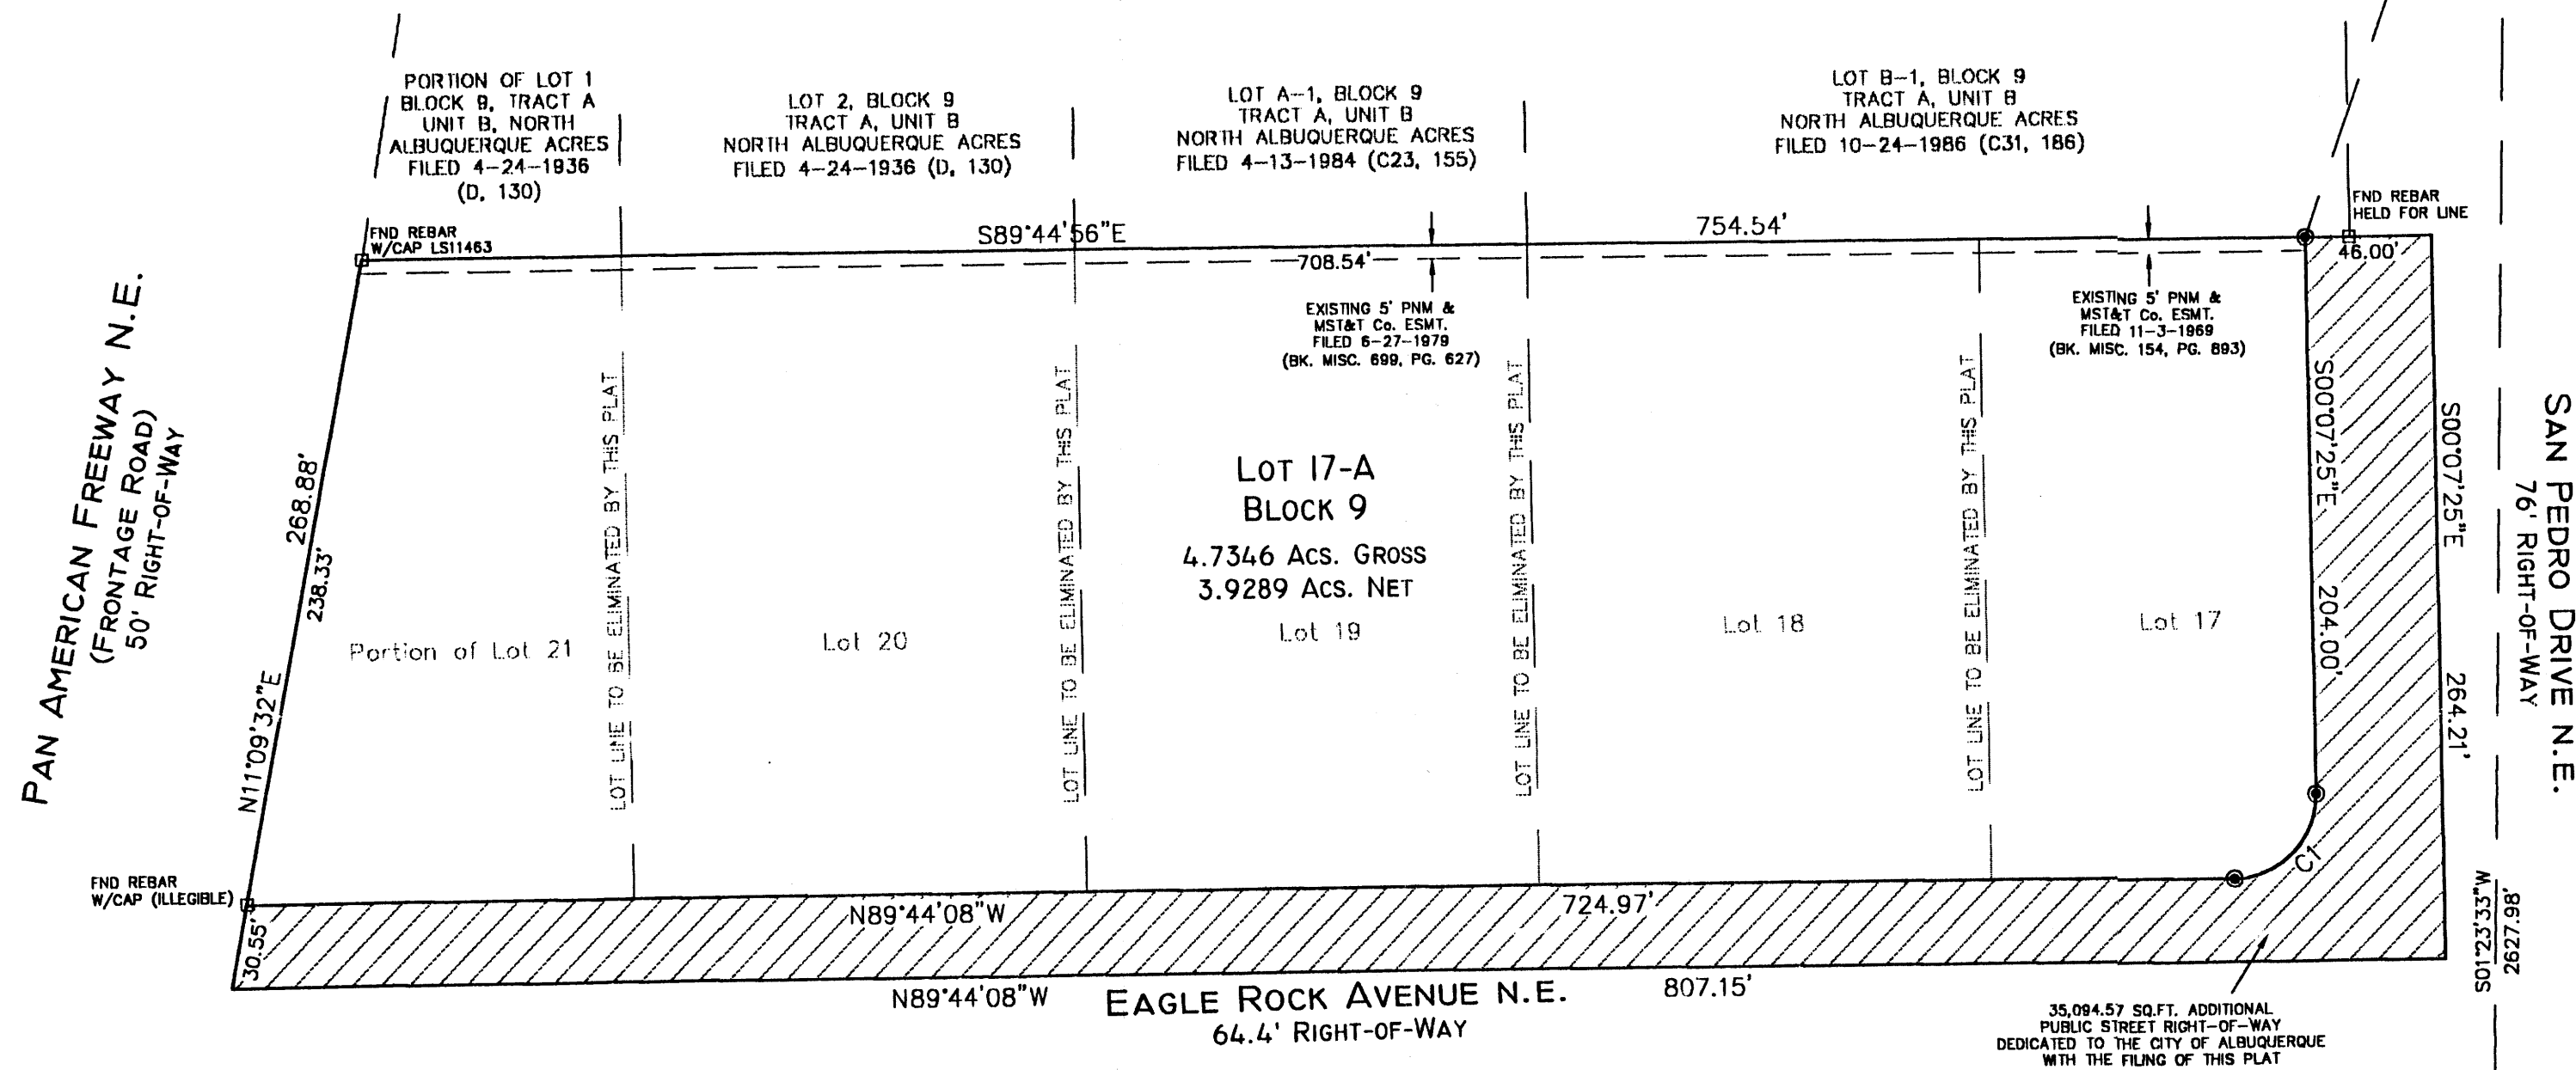 PORTION OF LOT 1
BLOCK 9, TRACT A
UNIT B, NORTH
ALBUQUERQUE ACRES
FILED 4-24-1936
(D, 130)
LOT 2, BLOCK 9
TRACT A, UNIT B
NORTH ALBUQUERQUE ACRES
FILED 4-24-1936 (D, 130)
LOT A-1, BLOCK 9
TRACT A, UNIT B
NORTH ALBUQUERQUE ACRES
FILED 4-13-1984 (C23, 155)
LOT B-1, BLOCK 9
TRACT A, UNIT B
NORTH ALBUQUERQUE ACRES
FILED 10-24-1986 (C31, 186)
FND REBAR
HELD FOR LINE
FND REBAR
W/CAP LS11463
S89°44'56"E
754.54'
708.54'
46.00'
EXISTING 5' PNM &
MST&T Co. ESMT.
FILED 6-27-1979
(BK. MISC. 699, PG. 627)
EXISTING 5' PNM &
MST&T Co. ESMT.
FILED 11-3-1969
(BK. MISC. 154, PG. 893)
PAN AMERICAN FREEWAY N.E.
(FRONTAGE ROAD)
50' RIGHT-OF-WAY
268.88'
238.33'
N11°09'32"E
LOT LINE TO BE ELIMINATED BY THIS PLAT
LOT LINE TO BE ELIMINATED BY THIS PLAT
LOT LINE TO BE ELIMINATED BY THIS PLAT
LOT LINE TO BE ELIMINATED BY THIS PLAT
LOT 17-A
BLOCK 9
4.7346 ACS. GROSS
3.9289 ACS. NET
Portion of Lot 21
Lot 20
Lot 19
Lot 18
Lot 17
S00°07'25"E
204.00'
S00°07'25"E
264.21'
SAN PEDRO DRIVE N.E.
76' RIGHT-OF-WAY
C1
FND REBAR
W/CAP (ILLEGIBLE)
30.55'
N89°44'08"W
724.97'
N89°44'08"W
807.15'
EAGLE ROCK AVENUE N.E.
64.4' RIGHT-OF-WAY
S01°23'33"W
2627.98'
35,094.57 SQ.FT. ADDITIONAL
PUBLIC STREET RIGHT-OF-WAY
DEDICATED TO THE CITY OF ALBUQUERQUE
WITH THE FILING OF THIS PLAT